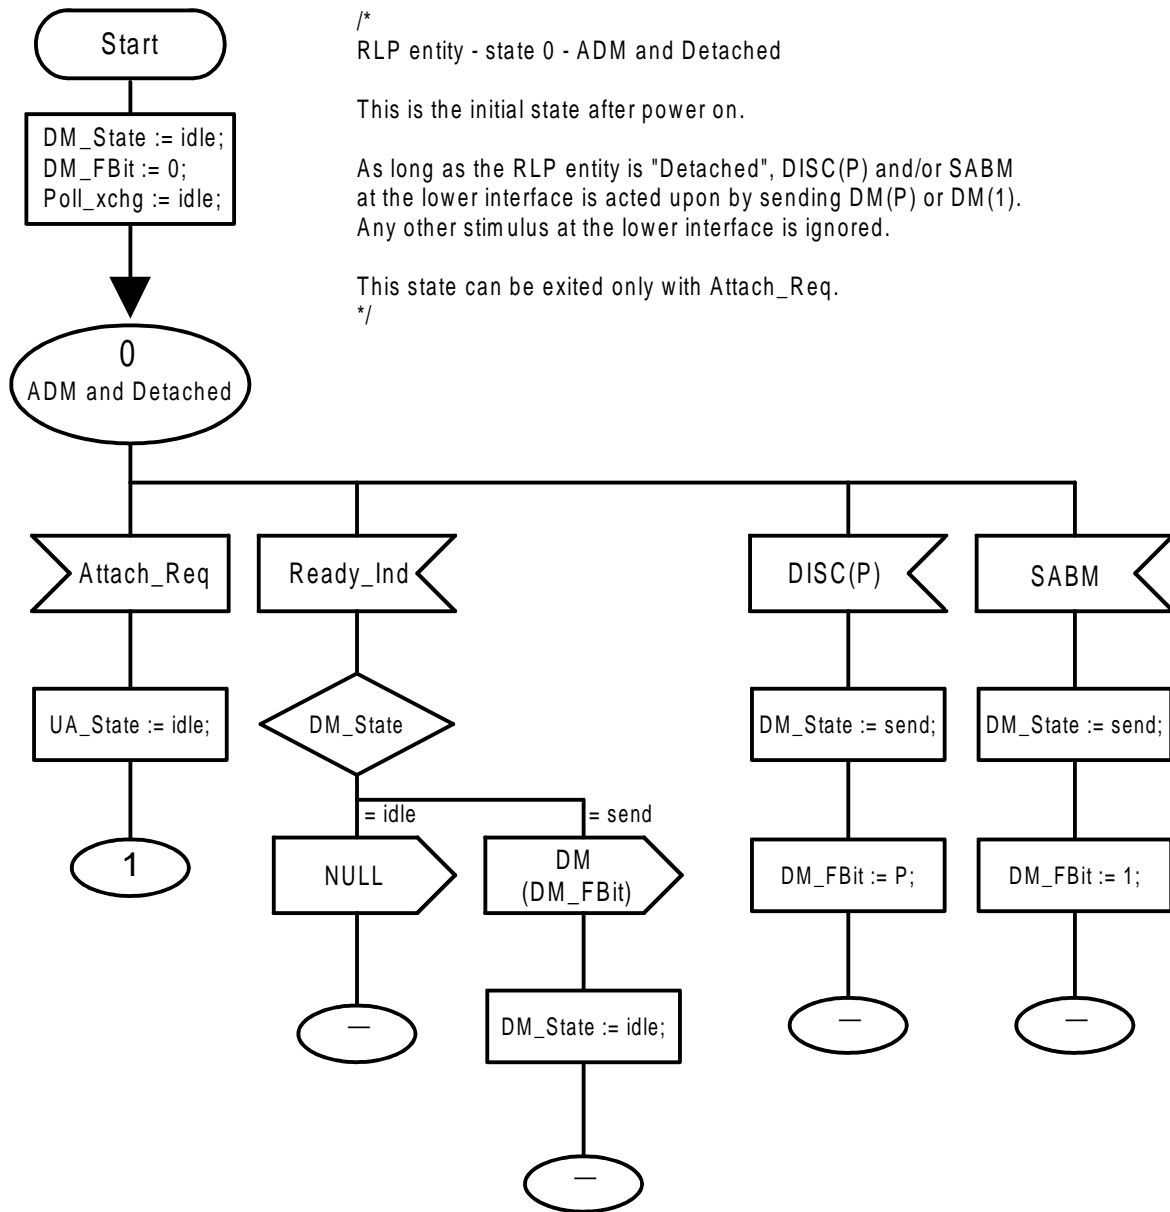 Start
/*
RLP entity - state 0 - ADM and Detached
This is the initial state after power on.
As long as the RLP entity is "Detached", DISC(P) and/or SABM
at the lower interface is acted upon by sending DM(P) or DM(1).
Any other stimulus at the lower interface is ignored.
This state can be exited only with Attach_Req.
*/
DM_State := idle;
DM_FBit := 0;
Poll_xchg := idle;
0
ADM and Detached
Attach_Req
Ready_Ind
DISC(P)
SABM
UA_State := idle;
DM_State
DM_State := send;
DM_State := send;
= idle
= send
1
NULL
DM
(DM_FBit)
DM_FBit := P;
DM_FBit := 1;
–
DM_State := idle;
–
–
–